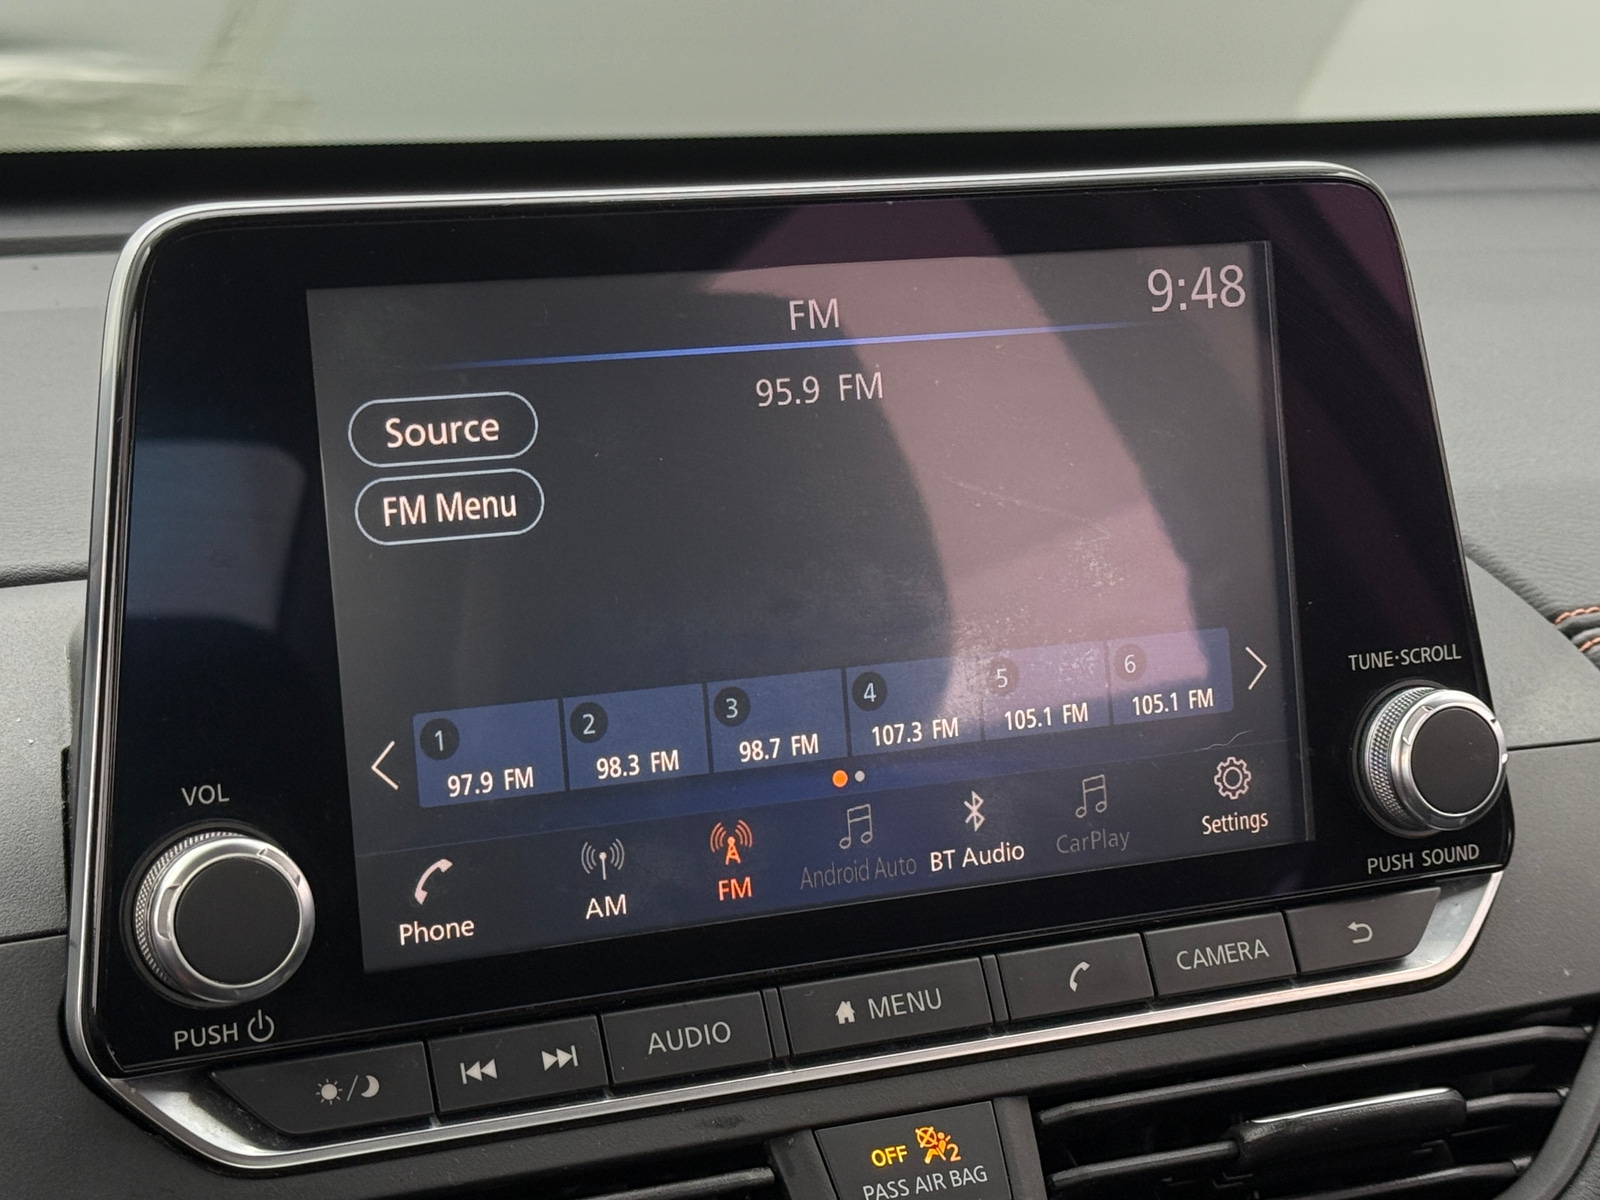 FM
9:48
95.9 FM
Source
FM Menu
1 97.9 FM
2 98.3 FM
3 98.7 FM
4 107.3 FM
5 105.1 FM
6 105.1 FM
Phone
AM
FM
Android Auto
BT Audio
CarPlay
Settings
VOL
PUSH
TUNE·SCROLL
PUSH SOUND
AUDIO
MENU
CAMERA
OFF 2
PASS AIR BAG